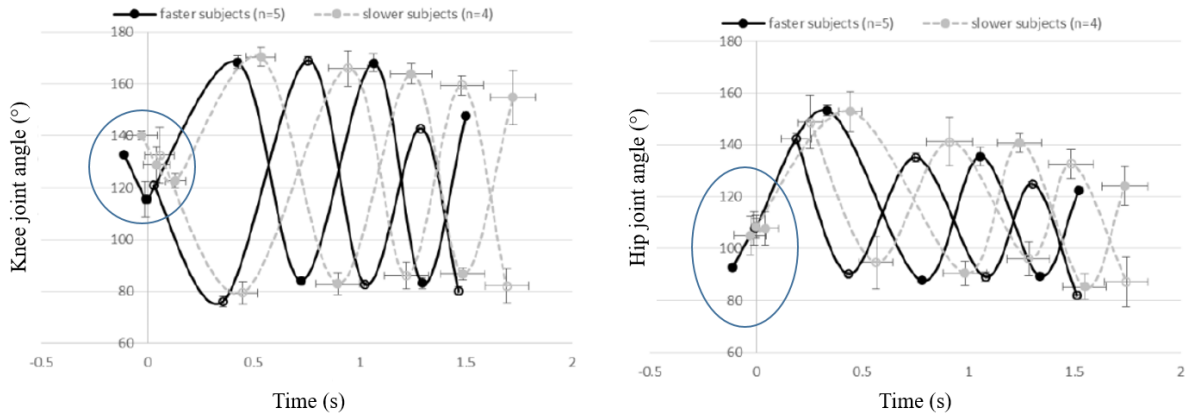 faster subjects (n=5) slower subjects (n=4)
180
160
140
120
100
80
60
-0.5 0 0.5 1 1.5 2
Knee joint angle (°)
Time (s)
faster subjects (n=5) slower subjects (n=4)
180
160
140
120
100
80
60
-0.5 0 0.5 1 1.5 2
Hip joint angle (°)
Time (s)